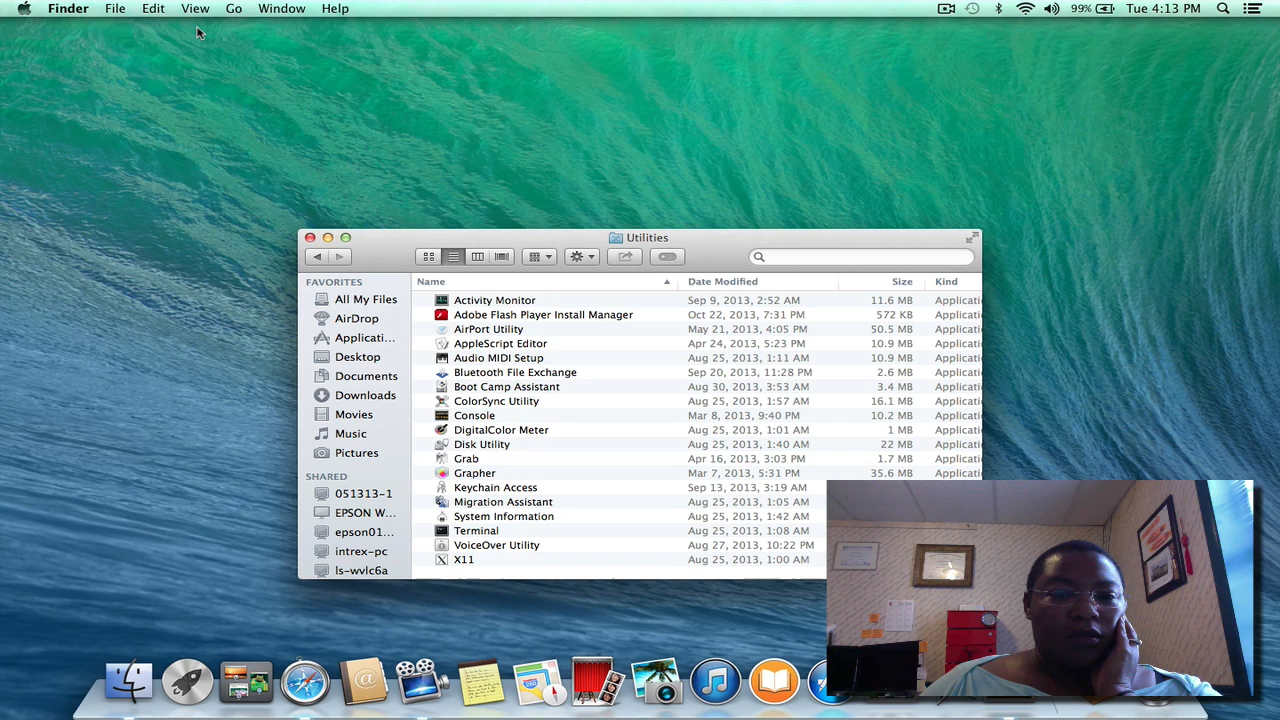 Finder File Edit View Go Window Help 99% Tue 4:13 PM
Utilities
FAVORITES
All My Files
AirDrop
Applicati...
Desktop
Documents
Downloads
Movies
Music
Pictures
SHARED
051313-1
EPSON W...
epson01...
intrex-pc
ls-wvlc6a
Name Date Modified Size Kind
Activity Monitor Sep 9, 2013, 2:52 AM 11.6 MB Applicati
Adobe Flash Player Install Manager Oct 22, 2013, 7:31 PM 572 KB Applicati
AirPort Utility May 21, 2013, 4:05 PM 50.5 MB Applicati
AppleScript Editor Apr 24, 2013, 5:23 PM 10.9 MB Applicati
Audio MIDI Setup Aug 25, 2013, 1:11 AM 10.9 MB Applicati
Bluetooth File Exchange Sep 20, 2013, 11:28 PM 2.6 MB Applicati
Boot Camp Assistant Aug 30, 2013, 3:53 AM 3.4 MB Applicati
ColorSync Utility Aug 25, 2013, 1:57 AM 16.1 MB Applicati
Console Mar 8, 2013, 9:40 PM 10.2 MB Applicati
DigitalColor Meter Aug 25, 2013, 1:01 AM 1 MB Applicati
Disk Utility Aug 25, 2013, 1:40 AM 22 MB Applicati
Grab Apr 16, 2013, 3:03 PM 1.7 MB Applicati
Grapher Mar 7, 2013, 5:31 PM 35.6 MB Applicati
Keychain Access Sep 13, 2013, 3:19 AM
Migration Assistant Aug 25, 2013, 1:05 AM
System Information Aug 25, 2013, 1:42 AM
Terminal Aug 25, 2013, 1:08 AM
VoiceOver Utility Aug 27, 2013, 10:22 PM
X11 Aug 25, 2013, 1:00 AM